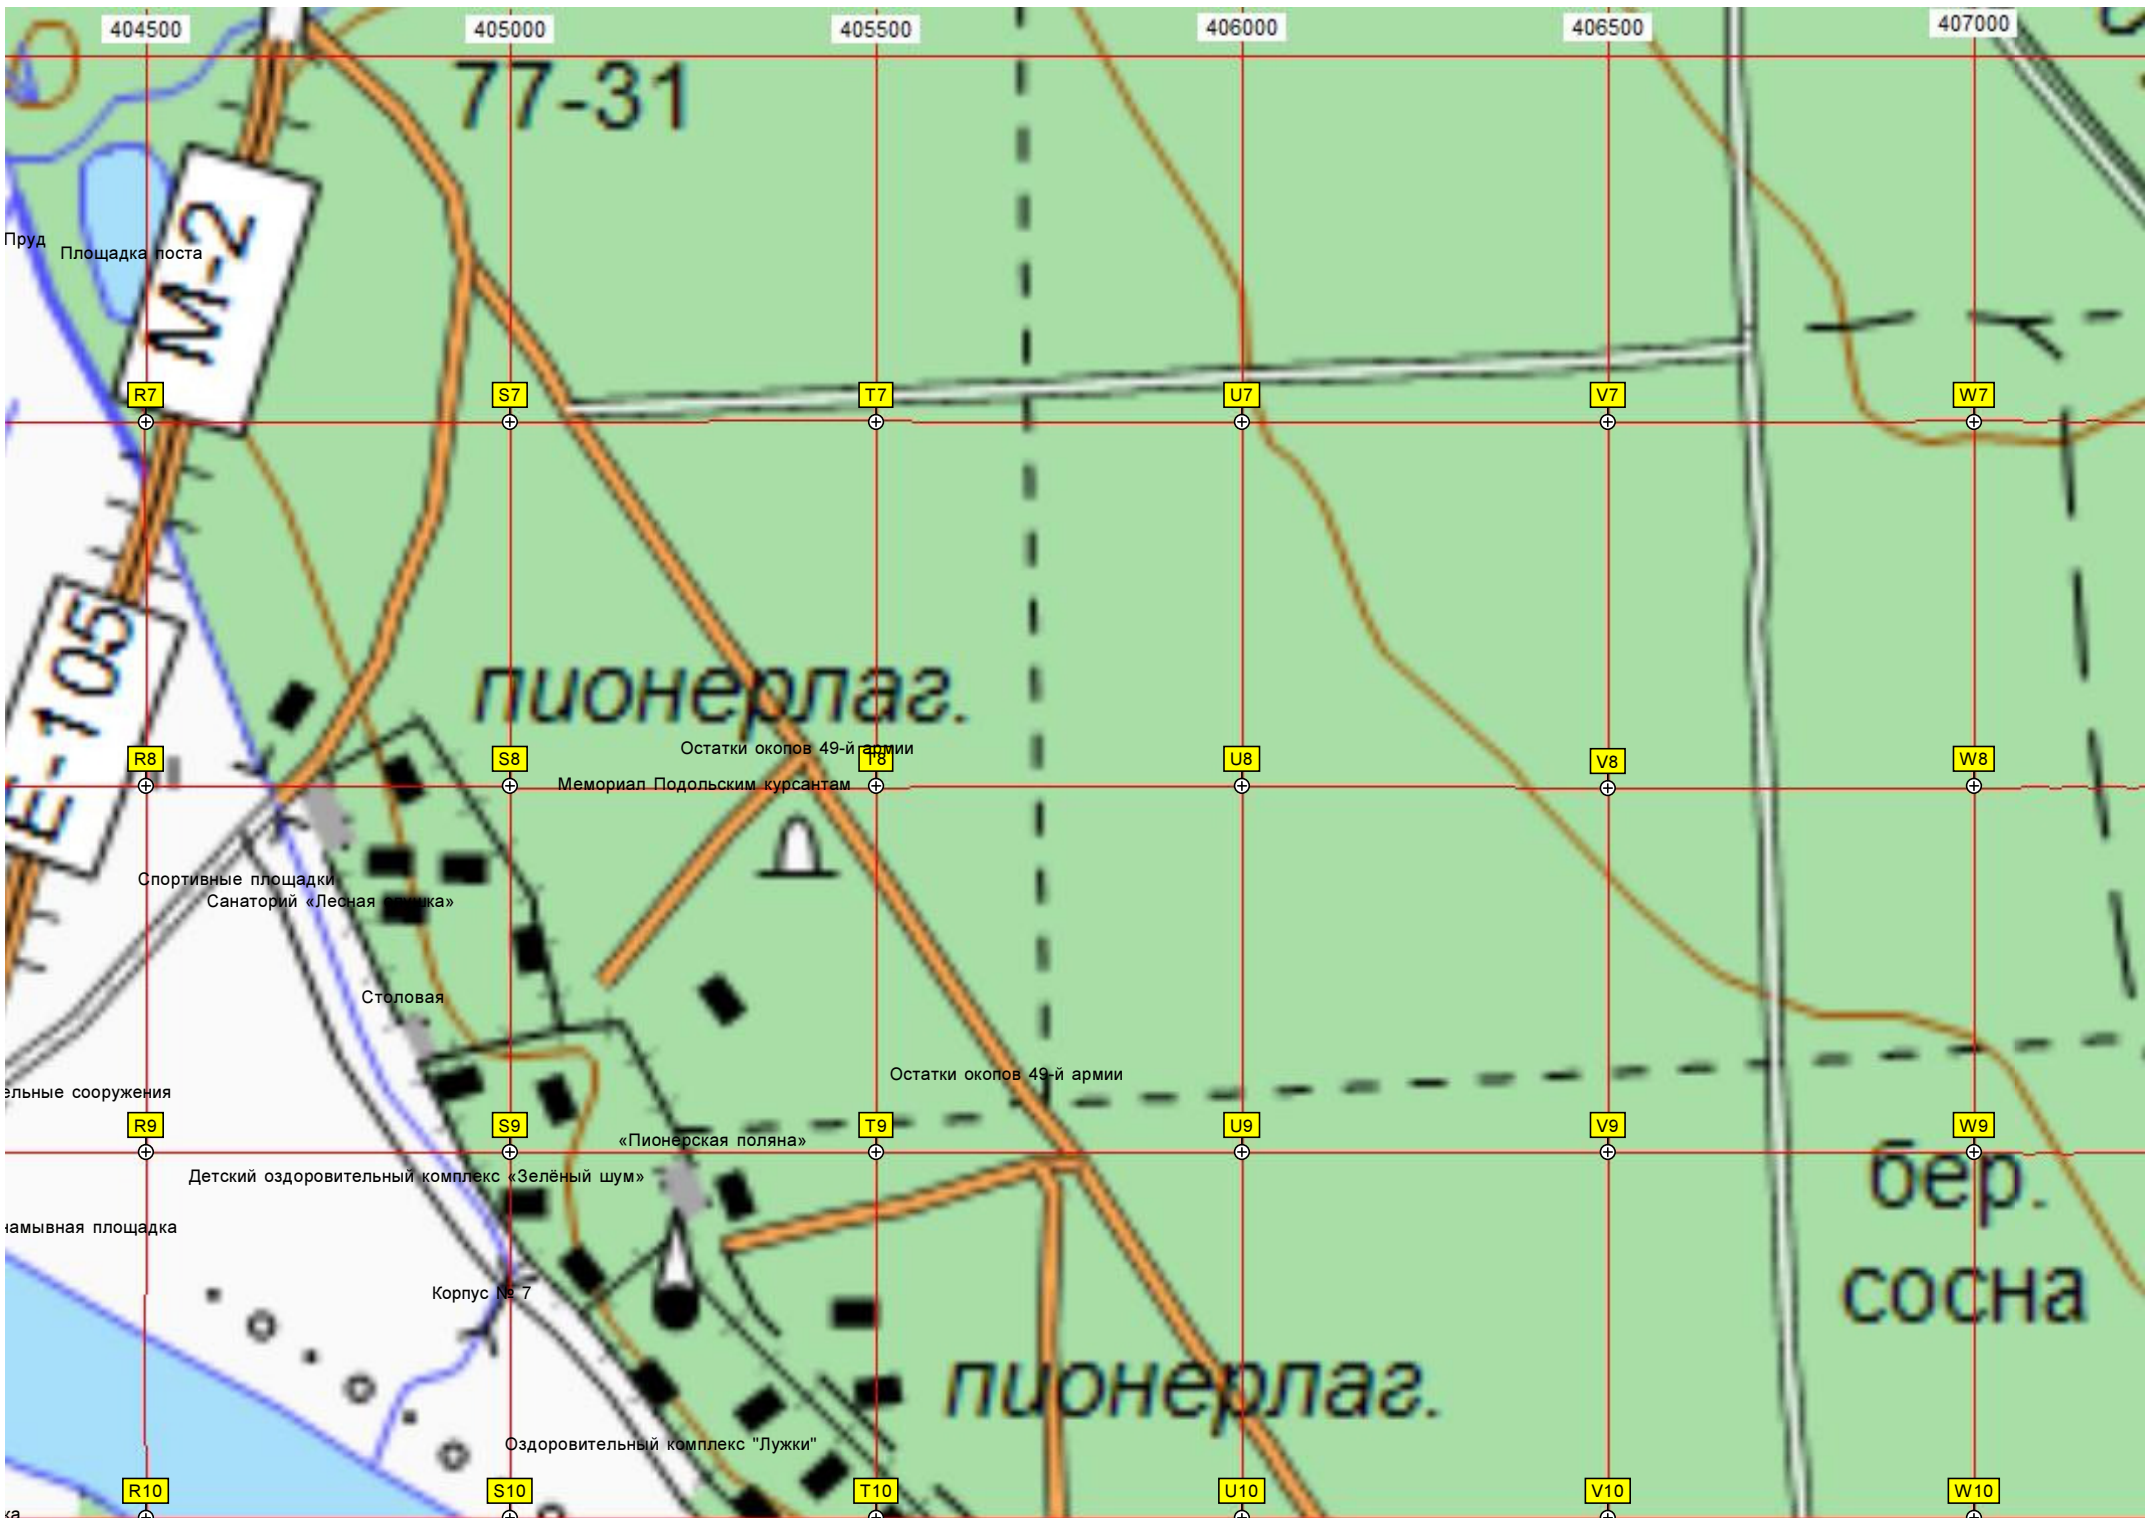 404500 405000 405500 406000 406500 407000
77-31
М-2
Пруд
Площадка поста
R7 S7 T7 U7 V7 W7
Е-105
пионерлаг.
Остатки окопов 49-й армии
R8 S8 T8 U8 V8 W8
Мемориал Подольским курсантам
Спортивные площадки
Санаторий «Лесная опушка»
Столовая
Остатки окопов 49-й армии
ельные сооружения
R9 S9 T9 U9 V9 W9
«Пионерская поляна»
Детский оздоровительный комплекс «Зелёный шум»
бер.
сосна
намывная площадка
Корпус № 7
пионерлаг.
Оздоровительный комплекс "Лужки"
R10 S10 T10 U10 V10 W10
ка